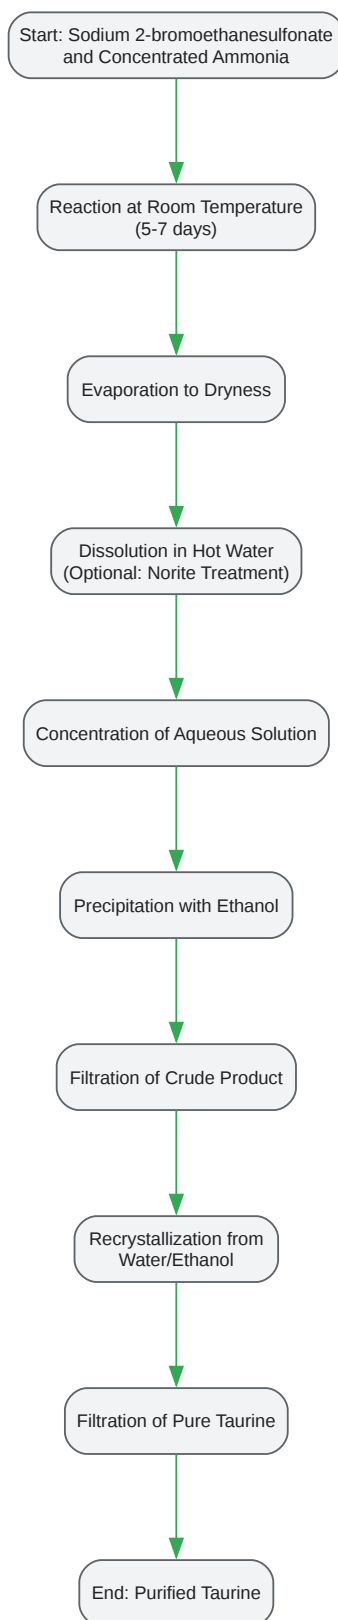 Start: Sodium 2-bromoethanesulfonate
and Concentrated Ammonia
Reaction at Room Temperature
(5-7 days)
Evaporation to Dryness
Dissolution in Hot Water
(Optional: Norite Treatment)
Concentration of Aqueous Solution
Precipitation with Ethanol
Filtration of Crude Product
Recrystallization from
Water/Ethanol
Filtration of Pure Taurine
End: Purified Taurine